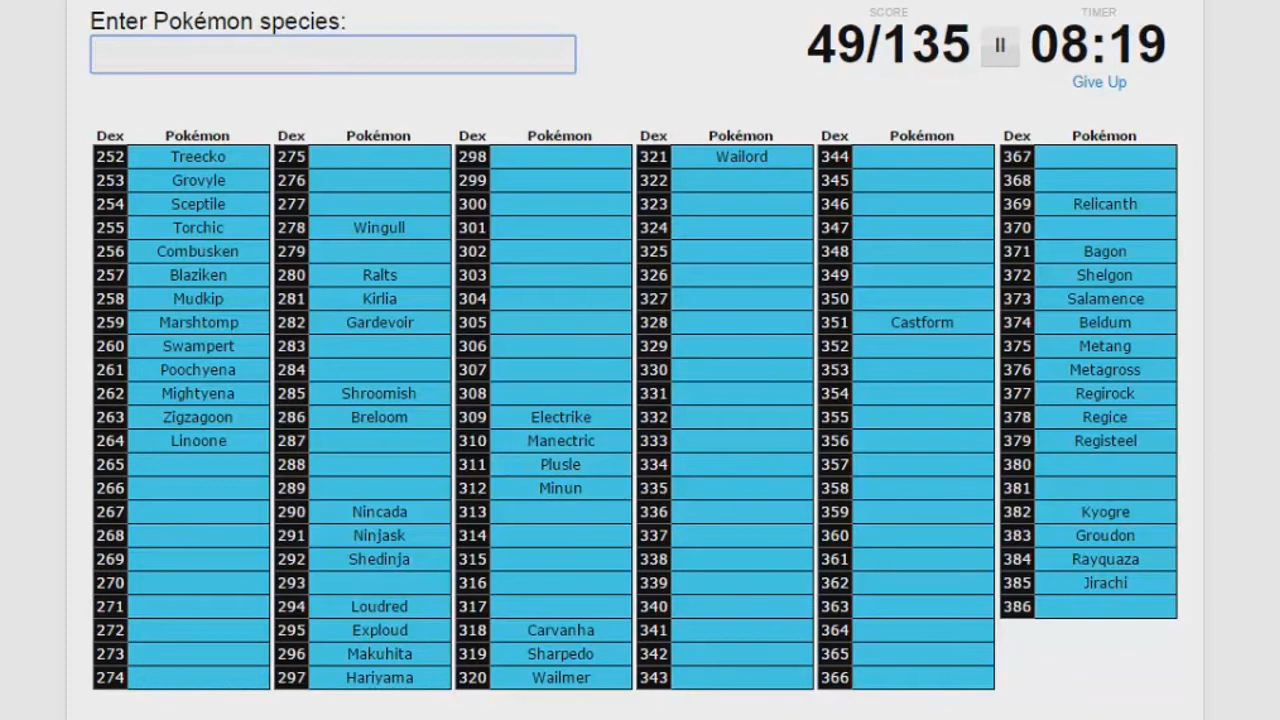 Enter Pokémon species:
SCORE
49/135
TIMER
08:19
Give Up
Dex Pokémon Dex Pokémon Dex Pokémon Dex Pokémon Dex Pokémon Dex Pokémon
252 Treecko 275 298 321 Wailord 344 367
253 Grovyle 276 299 322 345 368
254 Sceptile 277 300 323 346 369 Relicanth
255 Torchic 278 Wingull 301 324 347 370
256 Combusken 279 302 325 348 371 Bagon
257 Blaziken 280 Ralts 303 326 349 372 Shelgon
258 Mudkip 281 Kirlia 304 327 350 373 Salamence
259 Marshtomp 282 Gardevoir 305 328 351 Castform 374 Beldum
260 Swampert 283 306 329 352 375 Metang
261 Poochyena 284 307 330 353 376 Metagross
262 Mightyena 285 Shroomish 308 331 354 377 Regirock
263 Zigzagoon 286 Breloom 309 Electrike 332 355 378 Regice
264 Linoone 287 310 Manectric 333 356 379 Registeel
265 288 311 Plusle 334 357 380
266 289 312 Minun 335 358 381
267 290 Nincada 313 336 359 382 Kyogre
268 291 Ninjask 314 337 360 383 Groudon
269 292 Shedinja 315 338 361 384 Rayquaza
270 293 316 339 362 385 Jirachi
271 294 Loudred 317 340 363 386
272 295 Exploud 318 Carvanha 341 364
273 296 Makuhita 319 Sharpedo 342 365
274 297 Hariyama 320 Wailmer 343 366